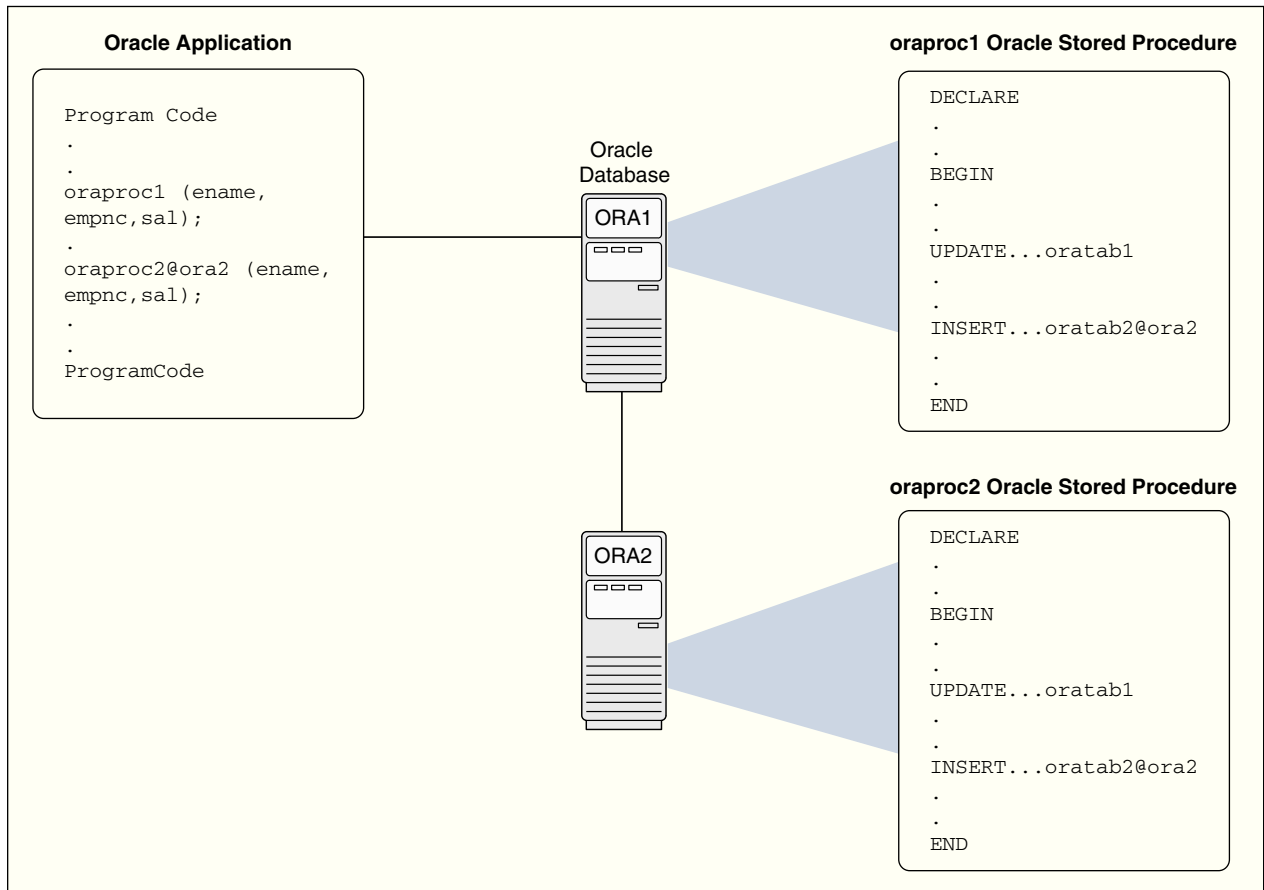 Oracle Application
Program Code
.
.
oraproc1 (ename,
empnc,sal);
.
oraproc2@ora2 (ename,
empnc,sal);
.
.
ProgramCode
Oracle
Database
ORA1
ORA2
oraproc1 Oracle Stored Procedure
DECLARE
.
.
BEGIN
.
.
UPDATE...oratab1
.
.
INSERT...oratab2@ora2
.
.
END
oraproc2 Oracle Stored Procedure
DECLARE
.
.
BEGIN
.
.
UPDATE...oratab1
.
.
INSERT...oratab2@ora2
.
.
END